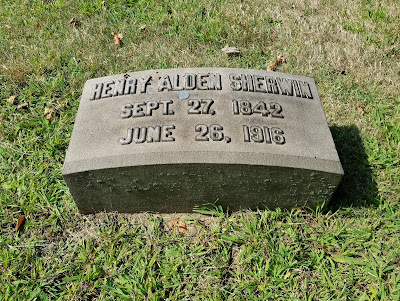 HENRY ALDEN SHERWIN
SEPT. 27, 1842
JUNE 26, 1916